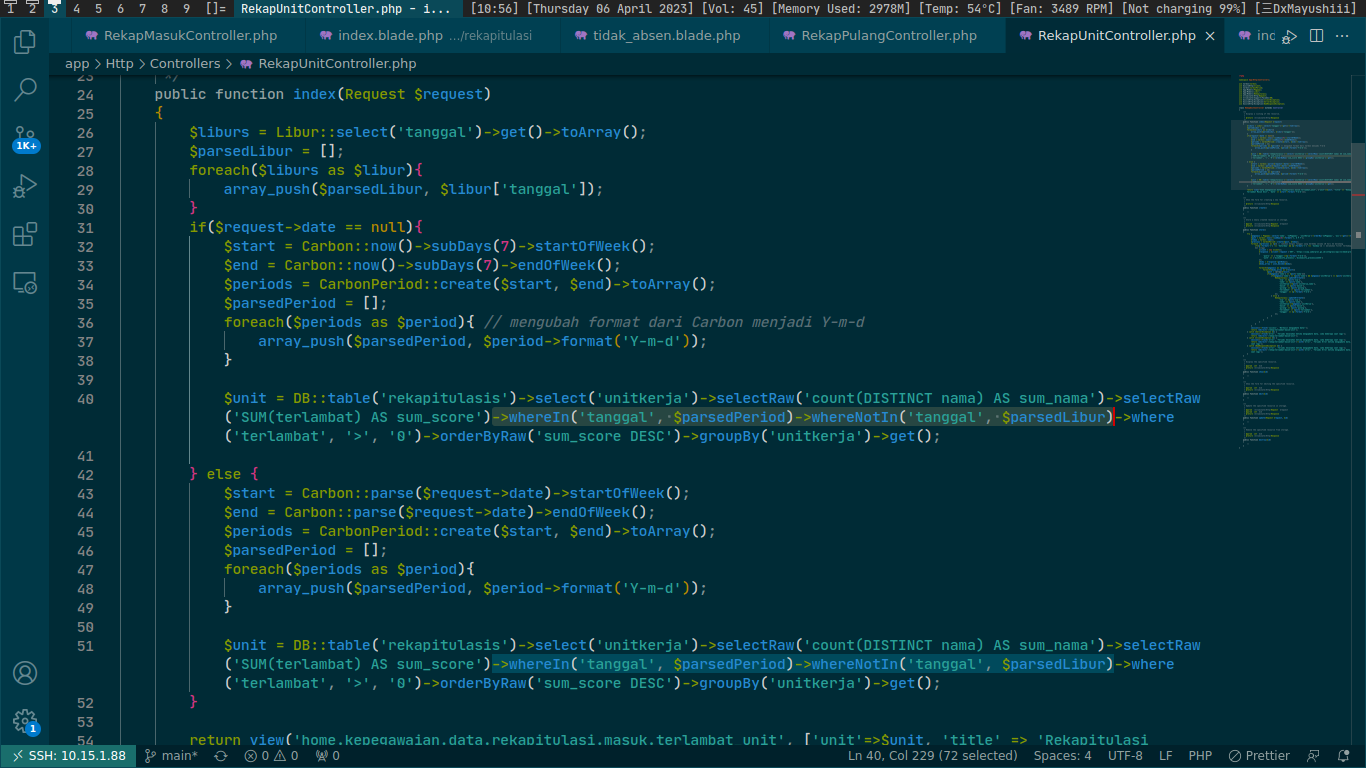 1 2 3 4 5 6 7 8 9 []= RekapUnitController.php - i... [10:56] [Thursday 06 April 2023] [Vol: 45] [Memory Used: 2978M] [Temp: 54°C] [Fan: 3489 RPM] [Not charging 99%] [三DxMayushiii]
RekapMasukController.php index.blade.php .../rekapitulasi tidak_absen.blade.php RekapPulangController.php RekapUnitController.php
app > Http > Controllers > RekapUnitController.php
23 */
24 public function index(Request $request)
25 {
26 $liburs = Libur::select('tanggal')->get()->toArray();
27 $parsedLibur = [];
28 foreach($liburs as $libur){
29 array_push($parsedLibur, $libur['tanggal']);
30 }
31 if($request->date == null){
32 $start = Carbon::now()->subDays(7)->startOfWeek();
33 $end = Carbon::now()->subDays(7)->endOfWeek();
34 $periods = CarbonPeriod::create($start, $end)->toArray();
35 $parsedPeriod = [];
36 foreach($periods as $period){ // mengubah format dari Carbon menjadi Y-m-d
37 array_push($parsedPeriod, $period->format('Y-m-d'));
38 }
39
40 $unit = DB::table('rekapitulasis')->select('unitkerja')->selectRaw('count(DISTINCT nama) AS sum_nama')->selectRaw
('SUM(terlambat) AS sum_score')->whereIn('tanggal', $parsedPeriod)->whereNotIn('tanggal', $parsedLibur)->where
('terlambat', '>', '0')->orderByRaw('sum_score DESC')->groupBy('unitkerja')->get();
41
42 } else {
43 $start = Carbon::parse($request->date)->startOfWeek();
44 $end = Carbon::parse($request->date)->endOfWeek();
45 $periods = CarbonPeriod::create($start, $end)->toArray();
46 $parsedPeriod = [];
47 foreach($periods as $period){
48 array_push($parsedPeriod, $period->format('Y-m-d'));
49 }
50
51 $unit = DB::table('rekapitulasis')->select('unitkerja')->selectRaw('count(DISTINCT nama) AS sum_nama')->selectRaw
('SUM(terlambat) AS sum_score')->whereIn('tanggal', $parsedPeriod)->whereNotIn('tanggal', $parsedLibur)->where
('terlambat', '>', '0')->orderByRaw('sum_score DESC')->groupBy('unitkerja')->get();
52 }
53
54 return view('home.kepegawaian.data.rekapitulasi.masuk.terlambat_unit', ['unit'=>$unit, 'title' => 'Rekapitulasi
1K+
1
SSH: 10.15.1.88 main* 0 0 0 Ln 40, Col 229 (72 selected) Spaces: 4 UTF-8 LF PHP Prettier